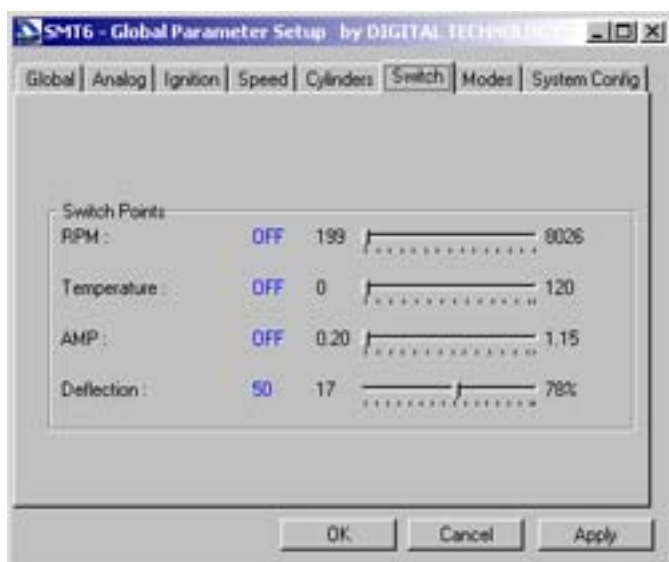 SMT6 - Global Parameter Setup by DIGITAL TECHNOLOGY
Global Analog Ignition Speed Cylinders Switch Modes System Config
Switch Points
RPM : OFF 199 8026
Temperature : OFF 0 120
AMP : OFF 0.20 1.15
Deflection : 50 17 78%
OK Cancel Apply